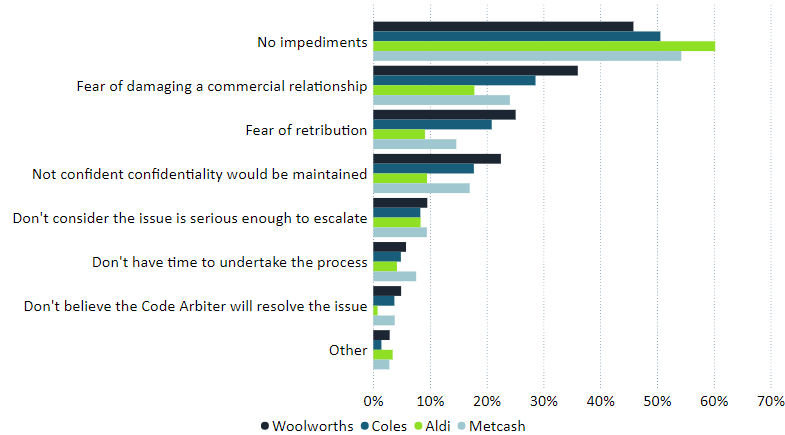 No impediments
Fear of damaging a commercial relationship
Fear of retribution
Not confident confidentiality would be maintained
Don't consider the issue is serious enough to escalate
Don't have time to undertake the process
Don't believe the Code Arbiter will resolve the issue
Other
0% 10% 20% 30% 40% 50% 60% 70%
Woolworths Coles Aldi Metcash